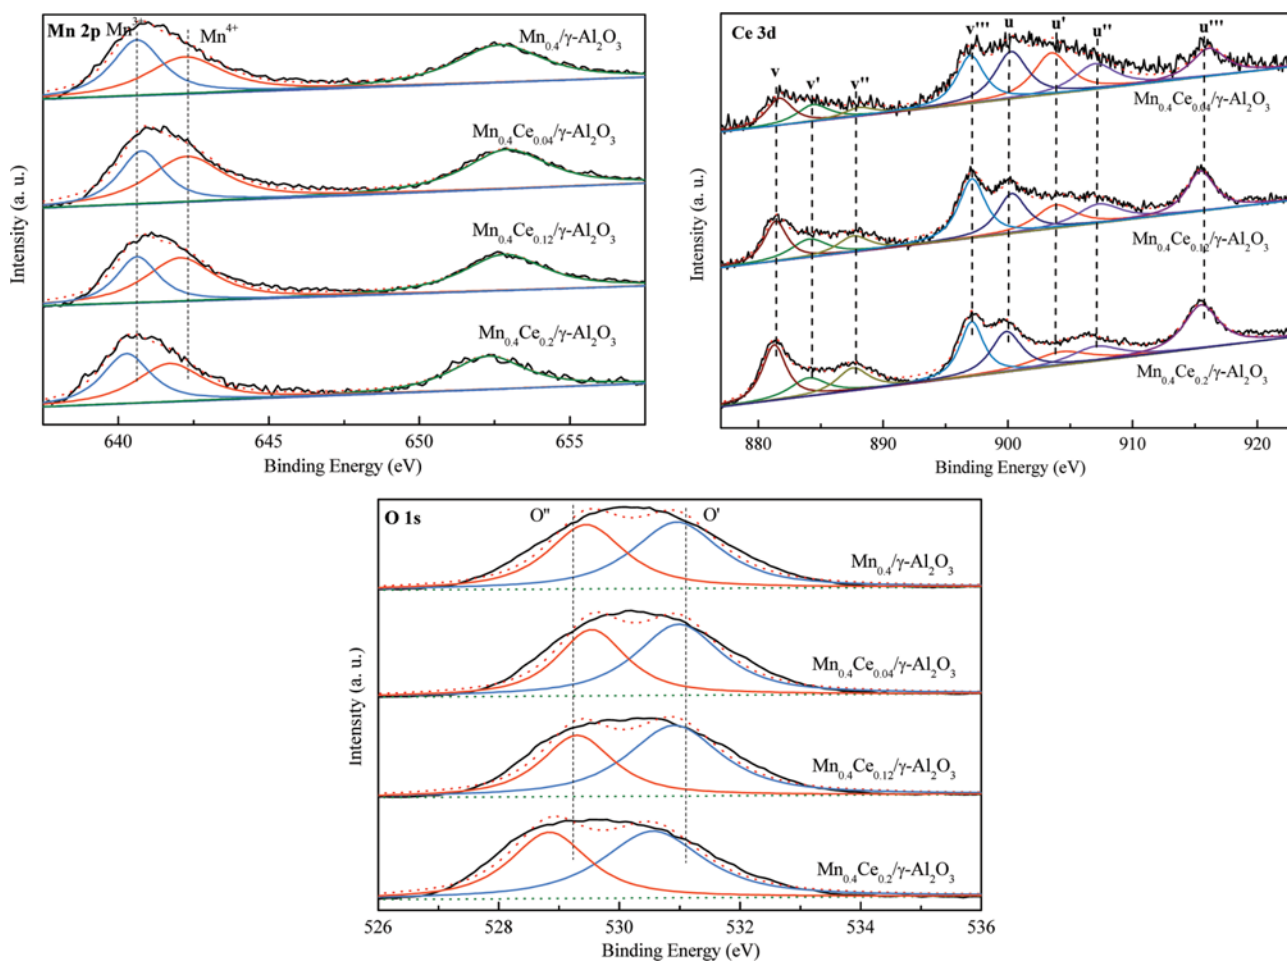 Mn 2p
Mn3+
Mn4+
Mn0.4/γ-Al2O3
Mn0.4Ce0.04/γ-Al2O3
Mn0.4Ce0.12/γ-Al2O3
Mn0.4Ce0.2/γ-Al2O3
Intensity (a. u.)
640 645 650 655
Binding Energy (eV)
Ce 3d
v v' v'' v''' u u' u'' u'''
Mn0.4Ce0.04/γ-Al2O3
Mn0.4Ce0.12/γ-Al2O3
Mn0.4Ce0.2/γ-Al2O3
Intensity (a. u.)
880 890 900 910 920
Binding Energy (eV)
O 1s
O'' O'
Mn0.4/γ-Al2O3
Mn0.4Ce0.04/γ-Al2O3
Mn0.4Ce0.12/γ-Al2O3
Mn0.4Ce0.2/γ-Al2O3
Intensity (a. u.)
526 528 530 532 534 536
Binding Energy (eV)